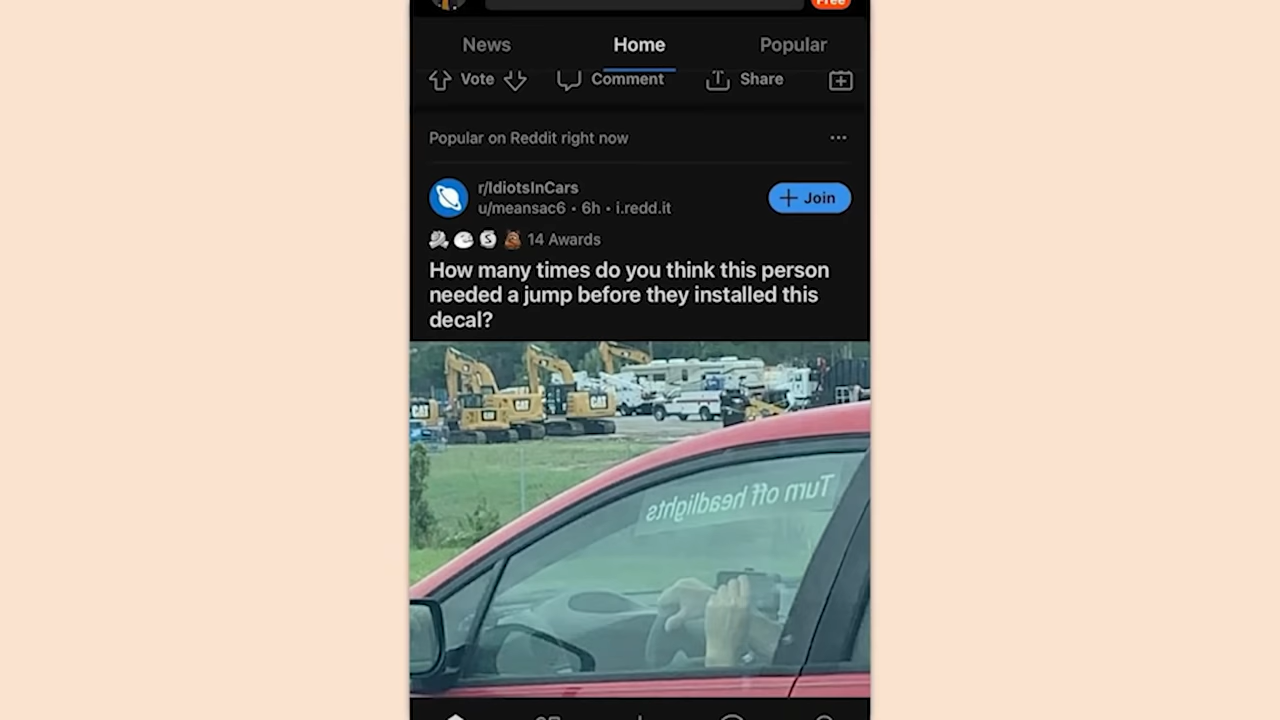 Free
News Home Popular
Vote Comment Share
Popular on Reddit right now
r/IdiotsInCars
u/meansac6 • 6h • i.redd.it
Join
14 Awards
How many times do you think this person
needed a jump before they installed this
decal?
CAT CAT CAT CAT
Turn off headlights